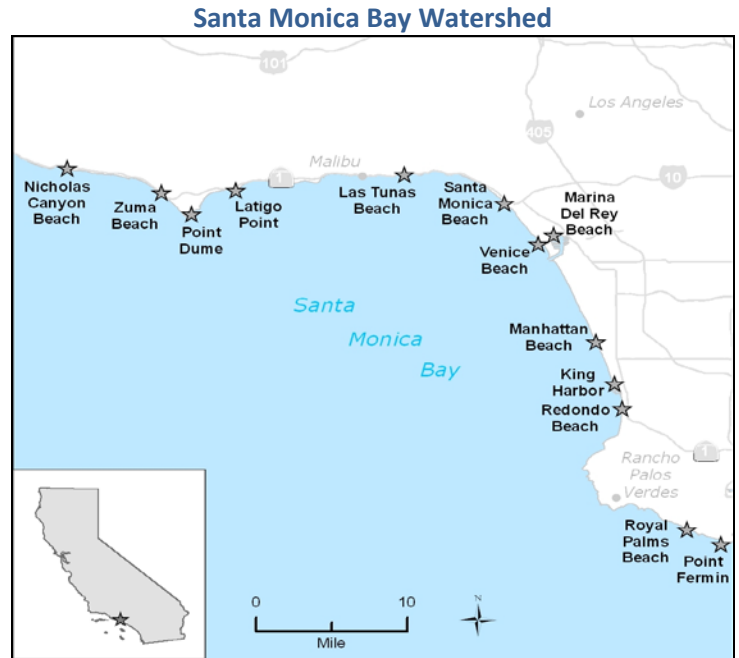 Santa Monica Bay Watershed
101
Los Angeles
405
Malibu
1
10
Nicholas
Canyon
Beach
Zuma
Beach
Point
Dume
Latigo
Point
Las Tunas
Beach
Santa
Monica
Beach
Marina
Del Rey
Beach
Venice
Beach
Santa
Monica
Bay
Manhattan
Beach
King
Harbor
Redondo
Beach
1
Rancho
Palos
Verdes
Royal
Palms
Beach
Point
Fermin
0 10
Mile
N